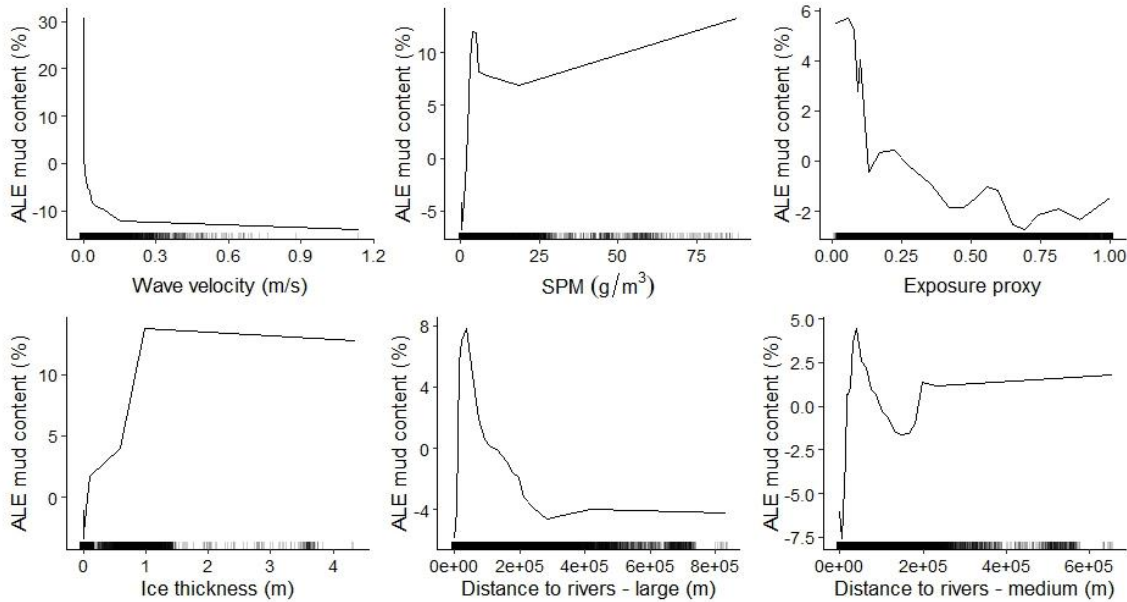 ALE mud content (%)
30
20
10
0
-10
0.0 0.3 0.6 0.9 1.2
Wave velocity (m/s)
ALE mud content (%)
10
5
0
-5
0 25 50 75
SPM (g/m³)
ALE mud content (%)
6
4
2
0
-2
0.00 0.25 0.50 0.75 1.00
Exposure proxy
ALE mud content (%)
10
5
0
0 1 2 3 4
Ice thickness (m)
ALE mud content (%)
8
4
0
-4
0e+00 2e+05 4e+05 6e+05 8e+05
Distance to rivers - large (m)
ALE mud content (%)
5.0
2.5
0.0
-2.5
-5.0
-7.5
0e+00 2e+05 4e+05 6e+05
Distance to rivers - medium (m)